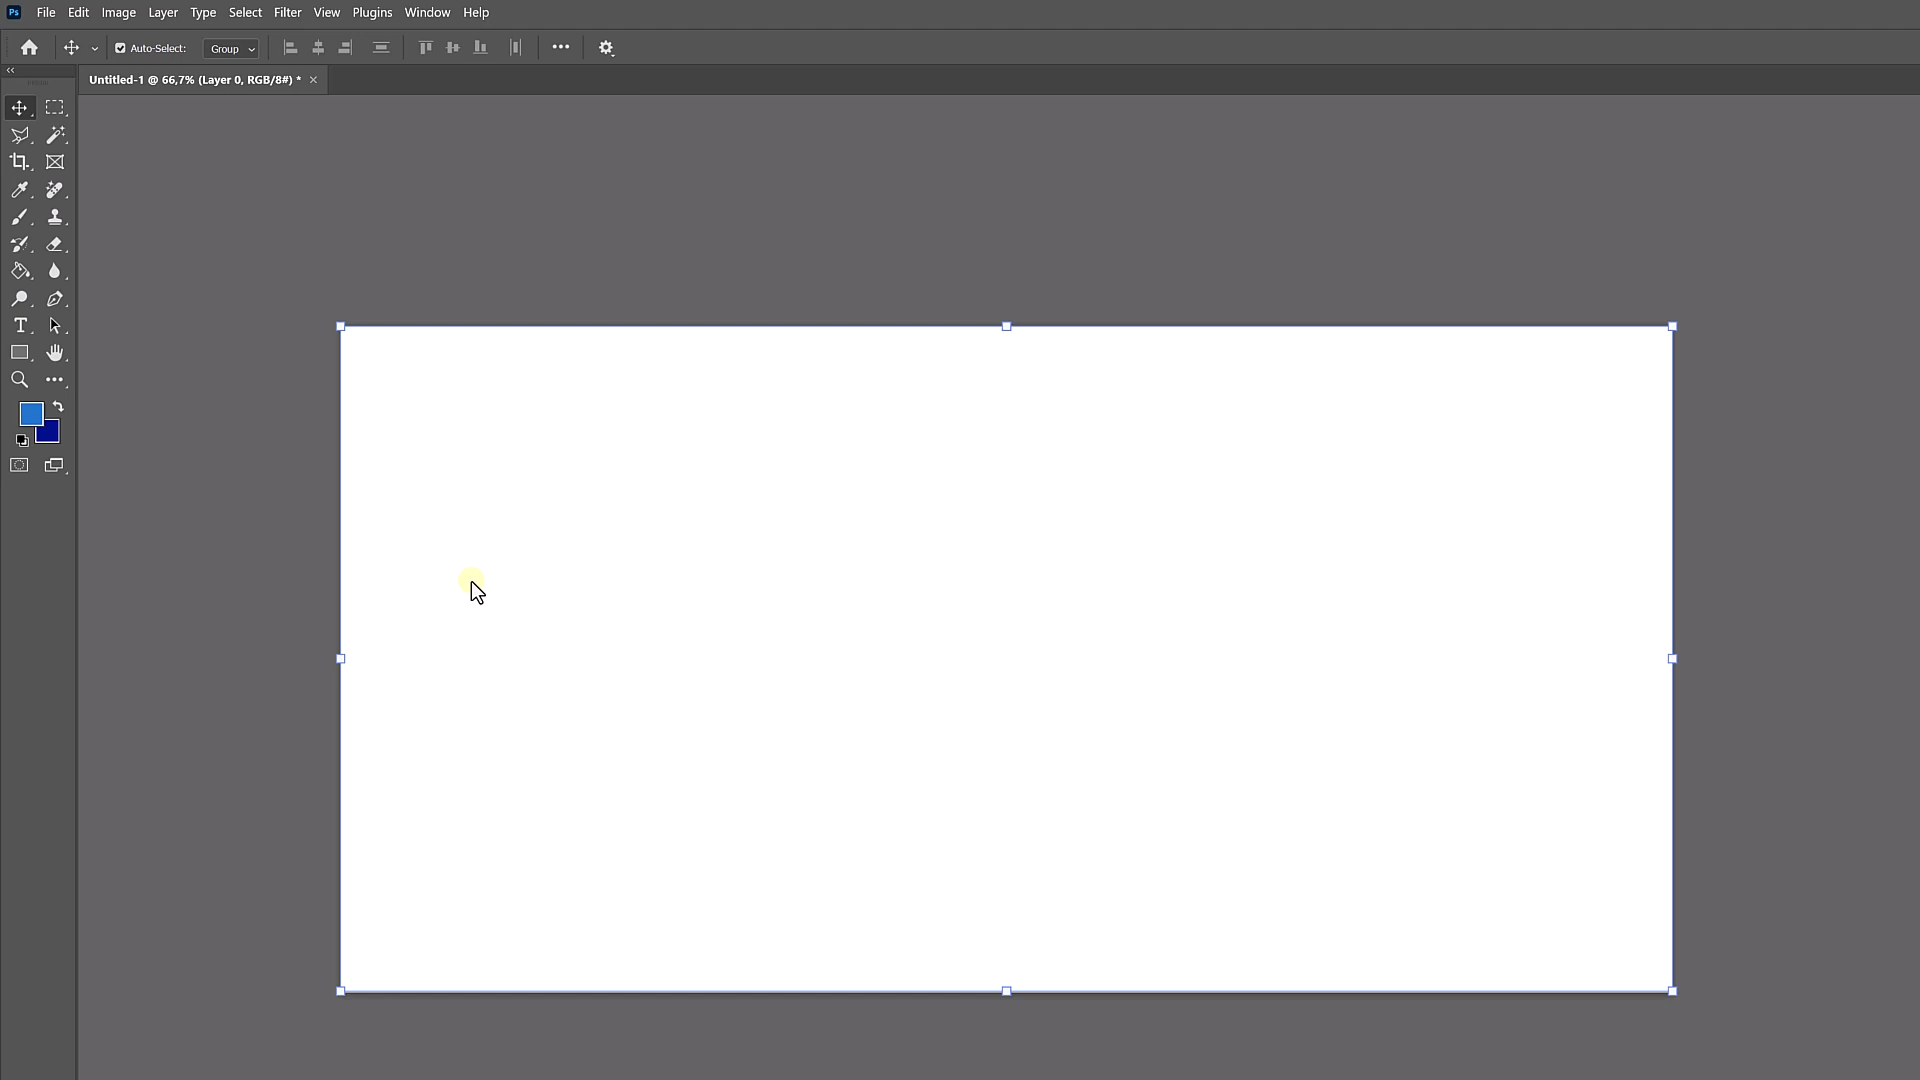 Ps File Edit Image Layer Type Select Filter View Plugins Window Help
Auto-Select: Group
Untitled-1 @ 66,7% (Layer 0, RGB/8#) *
T